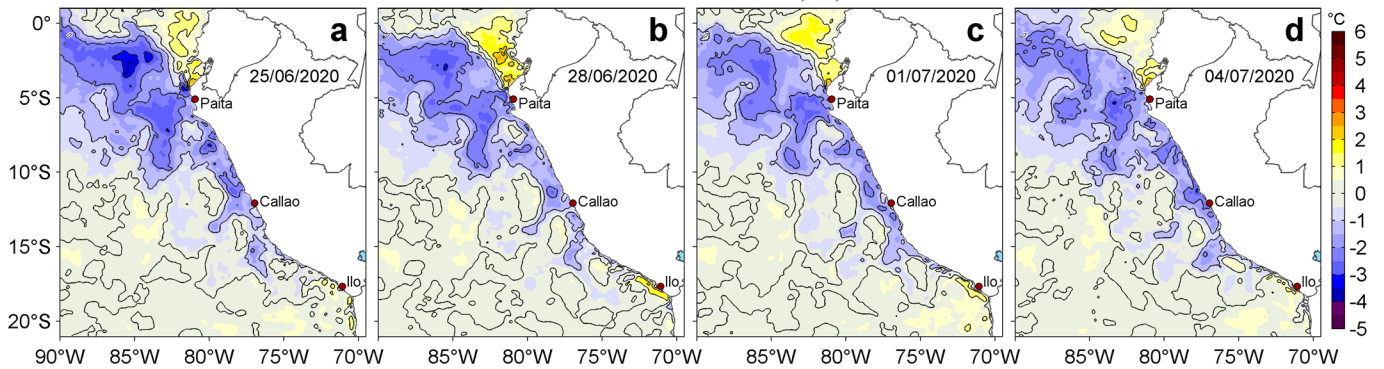 a
b
c
d
°C
0°
5°S
10°S
15°S
20°S
25/06/2020
28/06/2020
01/07/2020
04/07/2020
Paita
Paita
Paita
Paita
Callao
Callao
Callao
Callao
Ilo
Ilo
Ilo
Ilo
6
5
4
3
2
1
0
-1
-2
-3
-4
-5
90°W 85°W 80°W 75°W 70°W
85°W 80°W 75°W 70°W
85°W 80°W 75°W 70°W
85°W 80°W 75°W 70°W